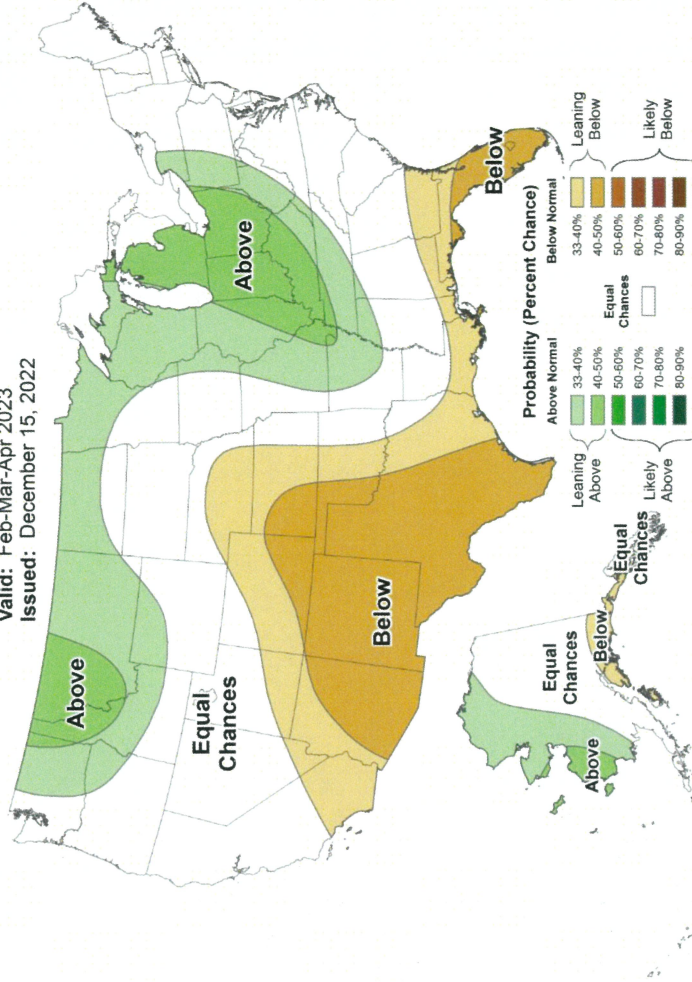 Valid: Feb-Mar-Apr 2023
Issued: December 15, 2022
Above
Equal
Chances
Below
Above
Below
Above
Equal
Chances
Below
Equal
Chances
Probability (Percent Chance)
Above Normal
Below Normal
Leaning
Above
33-40%
40-50%
Likely
Above
50-60%
60-70%
70-80%
80-90%
Equal
Chances
33-40%
40-50%
Leaning
Below
50-60%
60-70%
70-80%
80-90%
Likely
Below